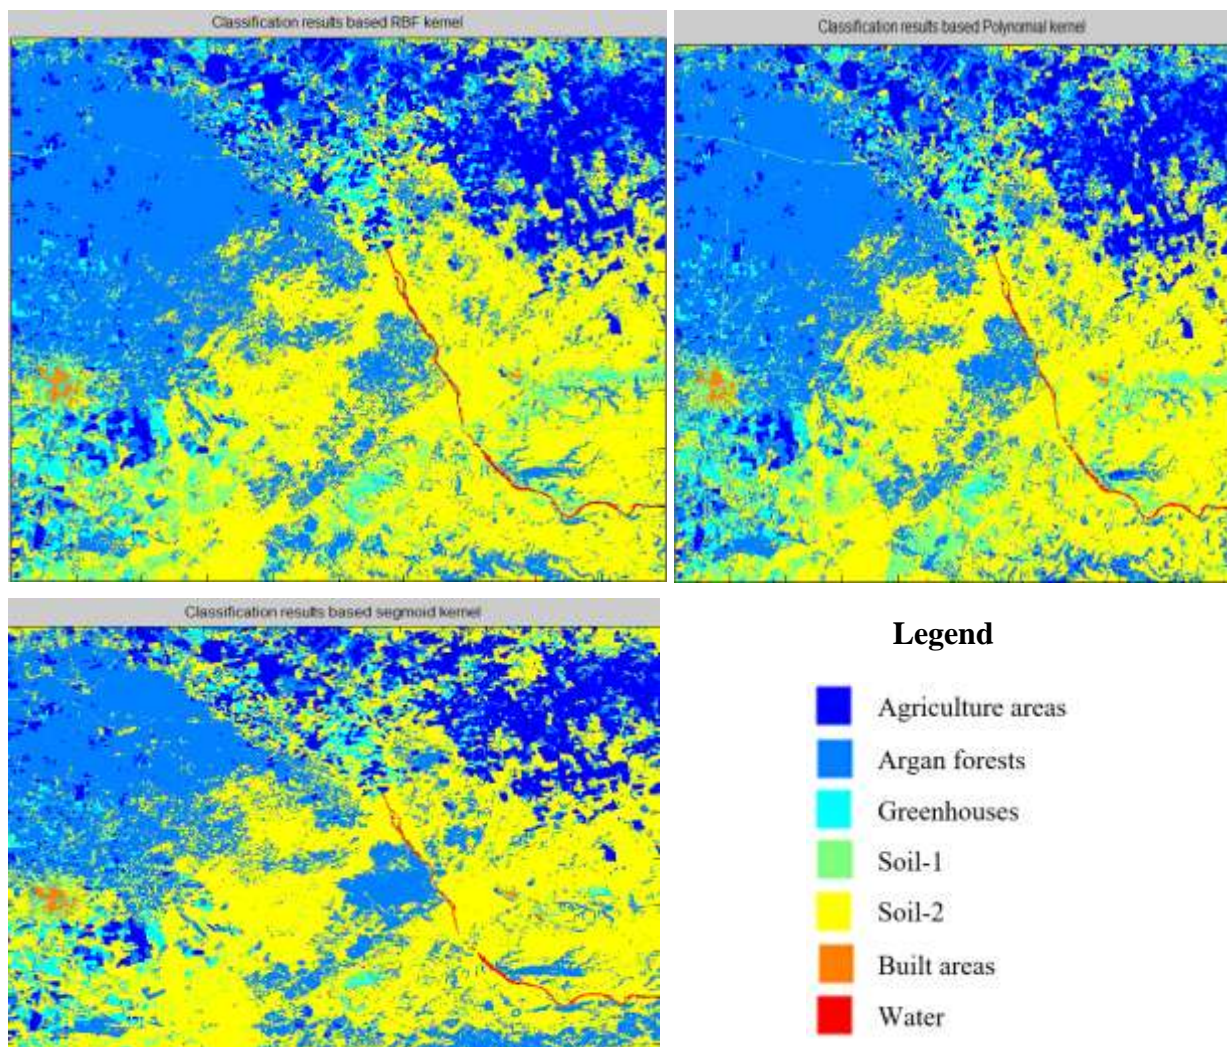 Classification results based RBF kernel
Classification results based Polynomial kernel
Classification results based segmoid kernel
Legend
Agriculture areas
Argan forests
Greenhouses
Soil-1
Soil-2
Built areas
Water